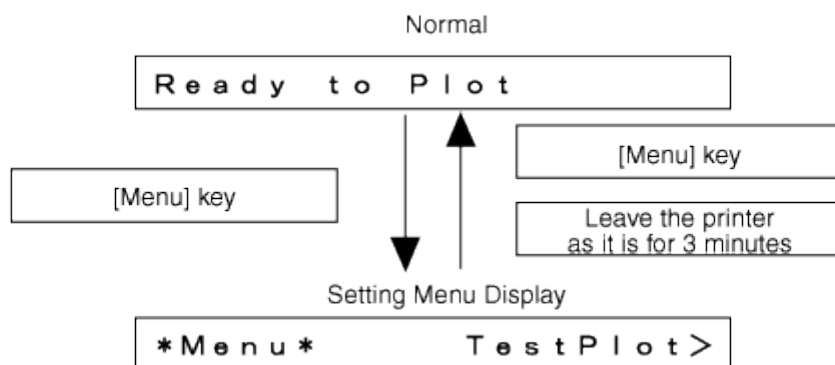 Normal
Ready to Plot
[Menu] key
[Menu] key
Leave the printer
as it is for 3 minutes
Setting Menu Display
*Menu* TestPlot>